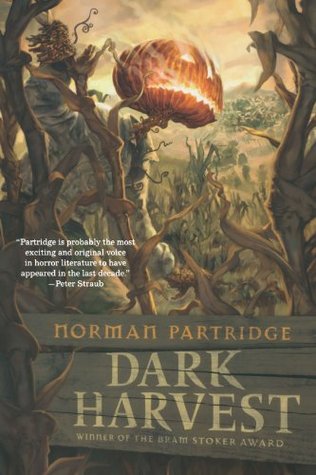 “Partridge is probably the most
exciting and original voice
in horror literature to have
appeared in the last decade.”
—Peter Straub
NORMAN PARTRIDGE
DARK
HARVEST
WINNER OF THE BRAM STOKER AWARD